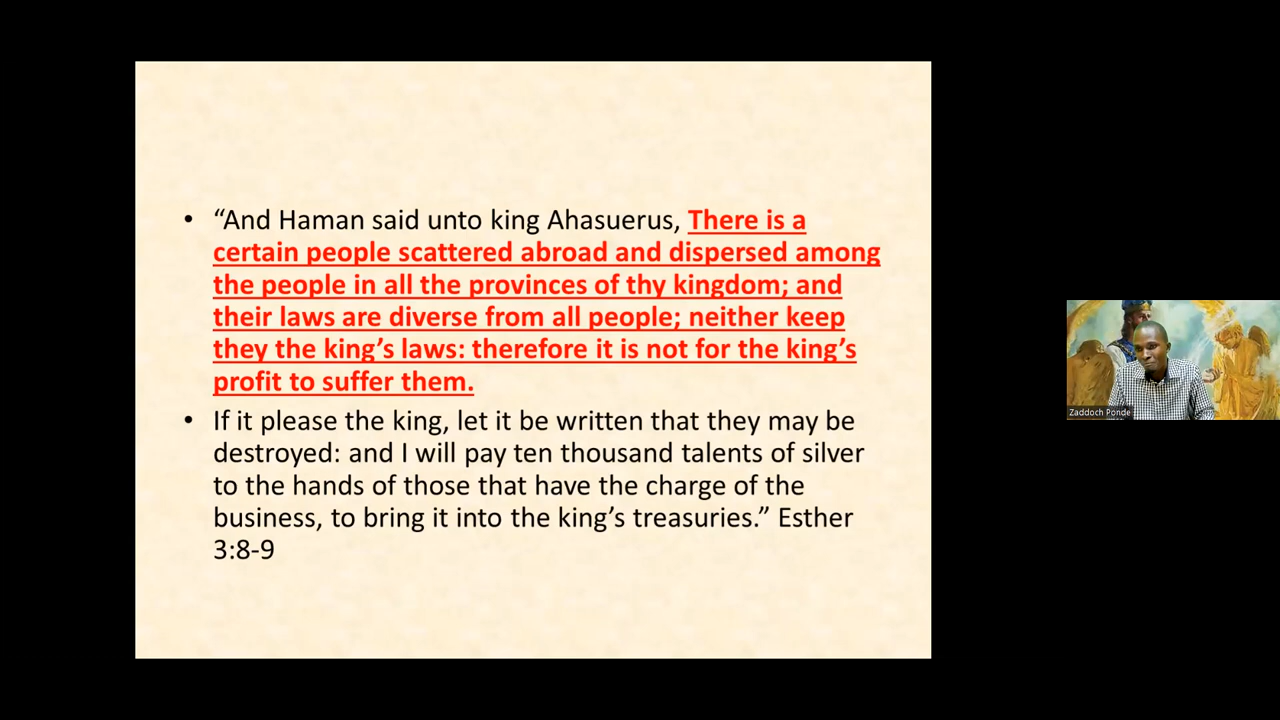 • “And Haman said unto king Ahasuerus, There is a
certain people scattered abroad and dispersed among
the people in all the provinces of thy kingdom; and
their laws are diverse from all people; neither keep
they the king’s laws: therefore it is not for the king’s
profit to suffer them.
• If it please the king, let it be written that they may be
destroyed: and I will pay ten thousand talents of silver
to the hands of those that have the charge of the
business, to bring it into the king’s treasuries.” Esther
3:8-9
Zaddoch Ponde